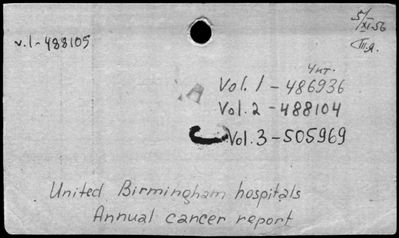 5/XI-56
v.1-488105
Чит.
Vol. 1 - 486936
Vol. 2 - 488104
Vol. 3 - 505969
United Birmingham hospitals
Annual cancer report